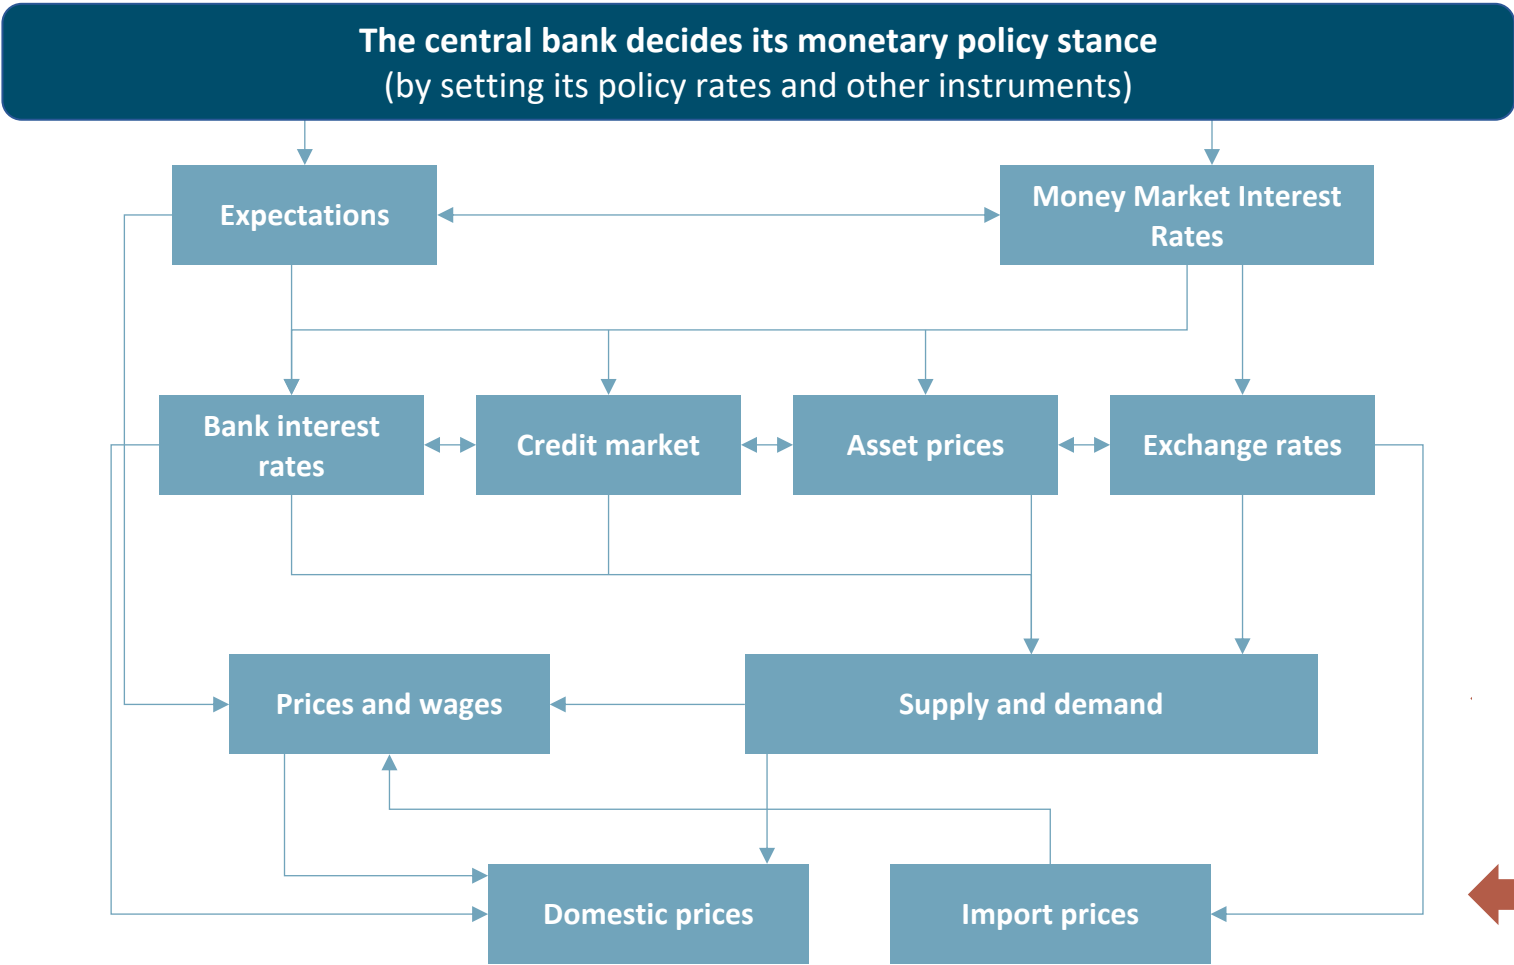 The central bank decides its monetary policy stance
(by setting its policy rates and other instruments)
Expectations
Money Market Interest
Rates
Bank interest
rates
Credit market
Asset prices
Exchange rates
Prices and wages
Supply and demand
Domestic prices
Import prices